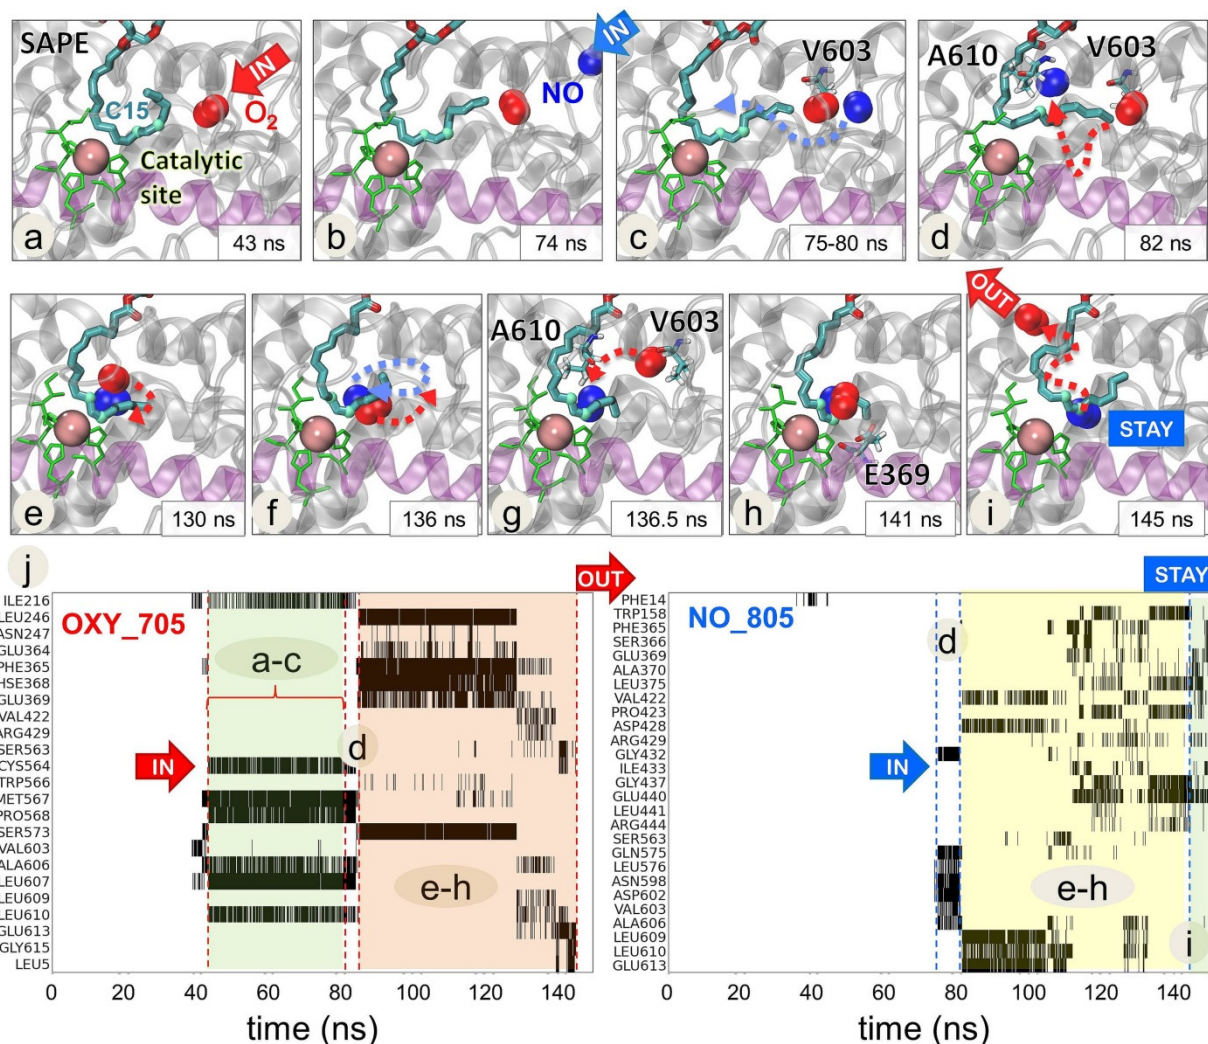 SAPE
IN
O2
C15
Catalytic
site
a
43 ns
IN
NO
b
74 ns
V603
c
75-80 ns
A610
V603
d
82 ns
e
130 ns
f
136 ns
A610
V603
g
136.5 ns
E369
h
141 ns
OUT
STAY
i
145 ns
j
OUT
STAY
OXY_705
a-c
d
IN
e-h
ILE216
LEU246
ASN247
GLU364
PHE365
HSE368
GLU369
VAL422
ARG429
SER563
CYS564
TRP566
MET567
PRO568
SER573
VAL603
ALA606
LEU607
LEU609
LEU610
GLU613
GLY615
LEU5
0 20 40 60 80 100 120 140
time (ns)
NO_805
d
IN
e-h
i
PHE14
TRP158
PHE365
SER366
GLU369
ALA370
LEU375
VAL422
PRO423
ASP428
ARG429
GLY432
ILE433
GLY437
GLU440
LEU441
ARG444
SER563
GLN575
LEU576
ASN598
ASP602
VAL603
ALA606
LEU609
LEU610
GLU613
0 20 40 60 80 100 120 140
time (ns)